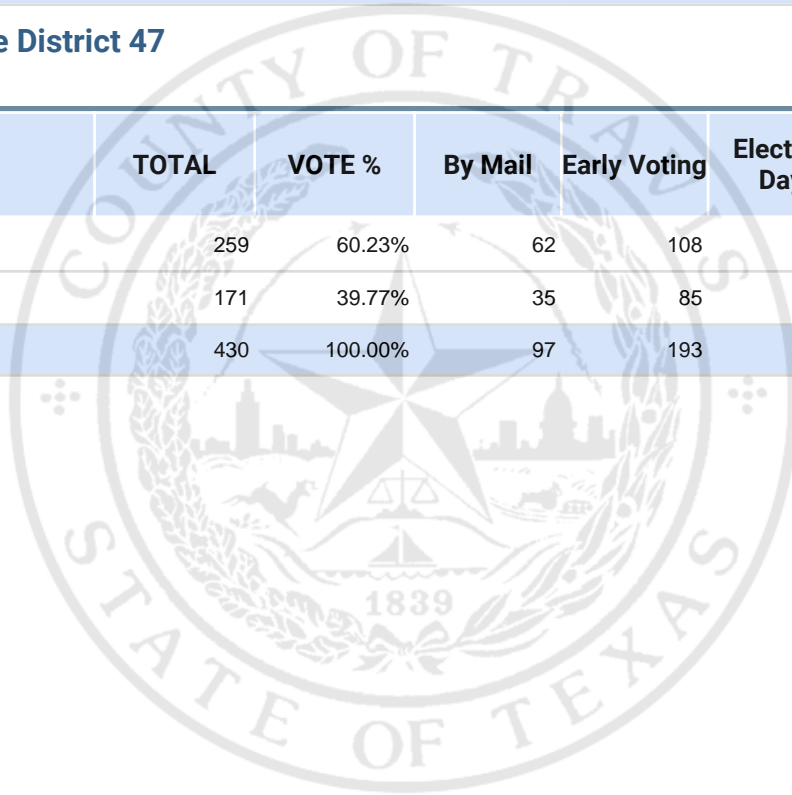 e District 47
TOTAL VOTE % By Mail Early Voting Elect
Day
259 60.23% 62 108
171 39.77% 35 85
430 100.00% 97 193
COUNTY OF TRAVIS
1839
STATE OF TEXAS